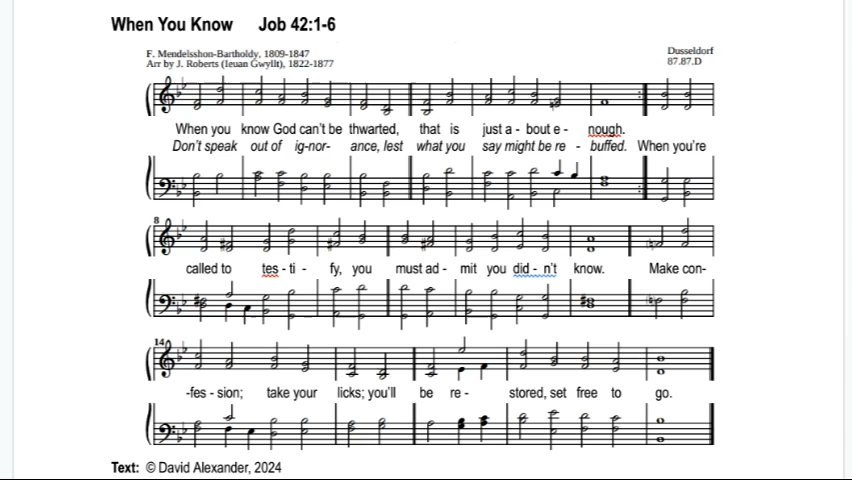 When You Know Job 42:1-6
F. Mendelsshon-Bartholdy, 1809-1847
Arr by J. Roberts (Ieuan Gwyllt), 1822-1877
Dusseldorf
87.87.D
When you know God can't be thwarted, that is just a - bout e - nough.
Don't speak out of ig-nor- ance, lest what you say might be re - buffed. When you're
8
called to tes - ti - fy, you must ad - mit you did - n't know. Make con-
14
-fes - sion; take your licks; you'll be re - stored, set free to go.
Text: © David Alexander, 2024